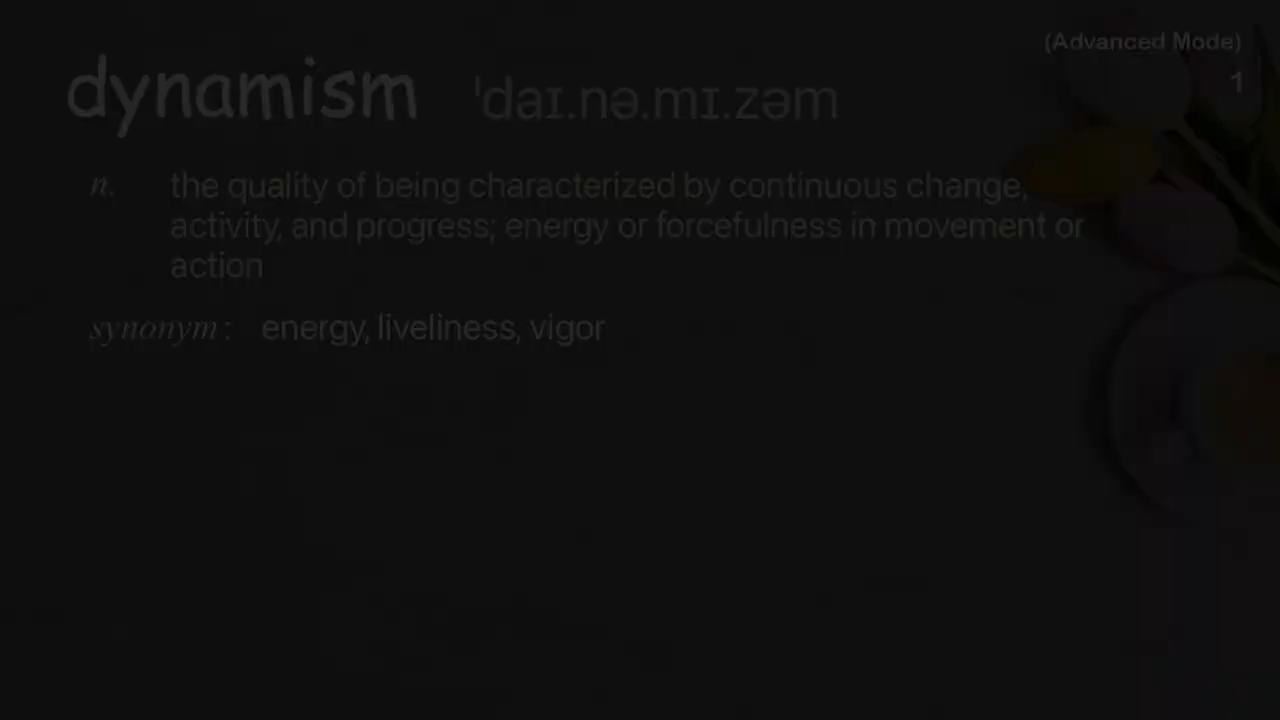 (Advanced Mode)
dynamism ˈdaɪ.nə.mɪ.zəm
1
n. the quality of being characterized by continuous change,
activity, and progress; energy or forcefulness in movement or
action
synonym: energy, liveliness, vigor